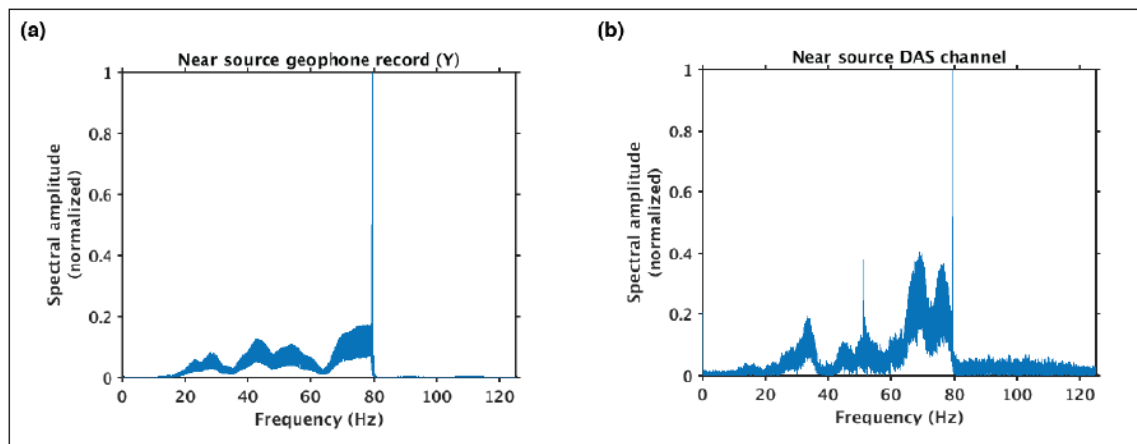 (a)
Near source geophone record (Y)
1
0.8
0.6
0.4
0.2
0
0
20
40
60
80
100
120
Spectral amplitude
(normalized)
Frequency (Hz)
(b)
Near source DAS channel
1
0.8
0.6
0.4
0.2
0
0
20
40
60
80
100
120
Spectral amplitude
(normalized)
Frequency (Hz)